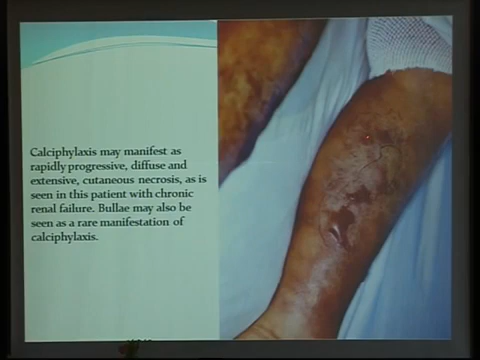 Calciphylaxis may manifest as
rapidly progressive, diffuse and
extensive, cutaneous necrosis, as is
seen in this patient with chronic
renal failure. Bullae may also be
seen as a rare manifestation of
calciphylaxis.